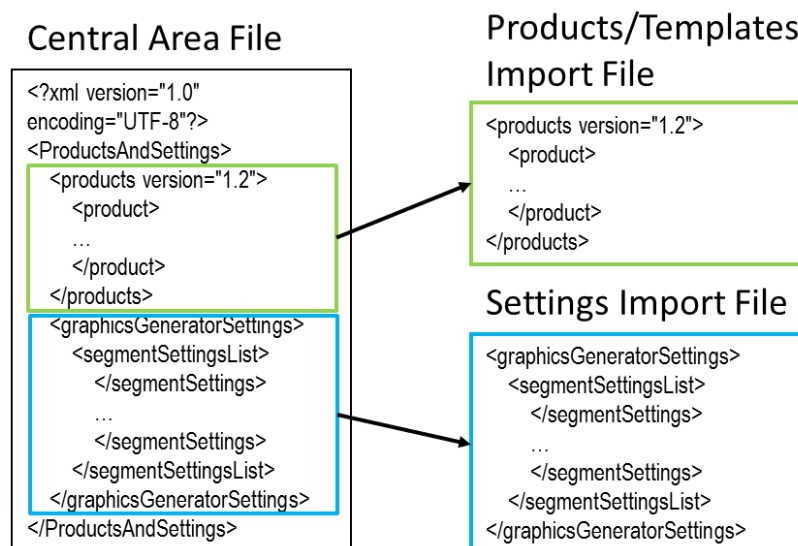 Central Area File
<?xml version="1.0"
encoding="UTF-8"?>
<ProductsAndSettings>
<products version="1.2">
<product>
…
</product>
</products>
<graphicsGeneratorSettings>
<segmentSettingsList>
</segmentSettings>
…
</segmentSettings>
</segmentSettingsList>
</graphicsGeneratorSettings>
</ProductsAndSettings>
Products/Templates
Import File
<products version="1.2">
<product>
…
</product>
</products>
Settings Import File
<graphicsGeneratorSettings>
<segmentSettingsList>
</segmentSettings>
…
</segmentSettings>
</segmentSettingsList>
</graphicsGeneratorSettings>